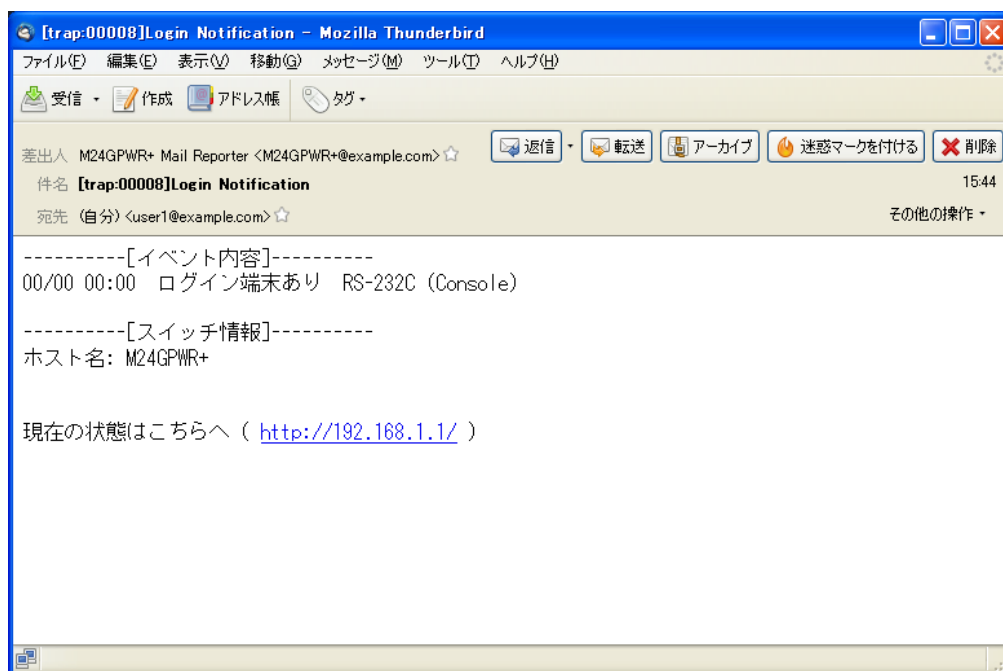 [trap:00008]Login Notification - Mozilla Thunderbird
ファイル(F) 編集(E) 表示(V) 移動(G) メッセージ(M) ツール(T) ヘルプ(H)
受信 作成 アドレス帳 タグ
差出人 M24GPWR+ Mail Reporter <M24GPWR+@example.com> 返信 転送 アーカイブ 迷惑マークを付ける 削除
件名 [trap:00008]Login Notification 15:44
宛先 (自分) <user1@example.com> その他の操作
----------[イベント内容]----------
00/00 00:00 ログイン端末あり RS-232C (Console)
----------[スイッチ情報]----------
ホスト名: M24GPWR+
現在の状態はこちらへ ( http://192.168.1.1/ )